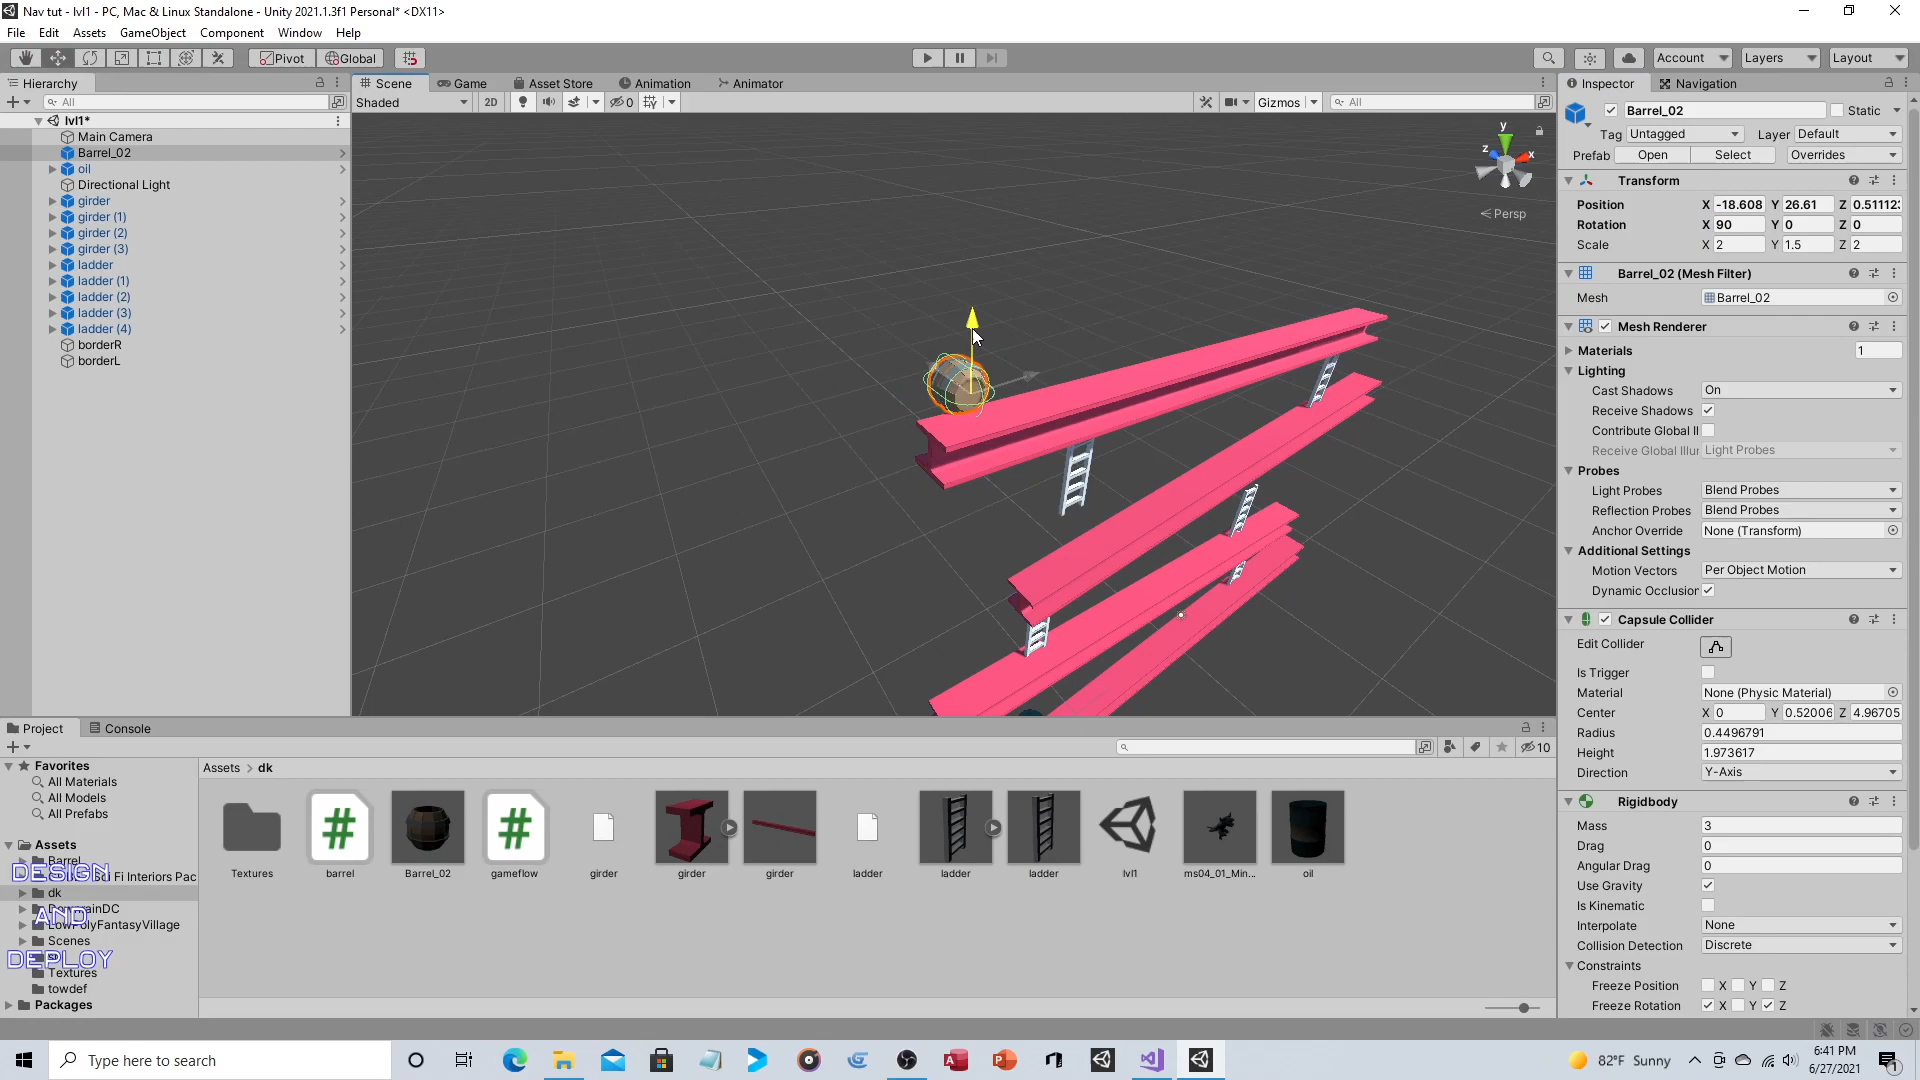 Nav tut - lvl1 - PC, Mac & Linux Standalone - Unity 2021.1.3f1 Personal* <DX11>
File Edit Assets GameObject Component Window Help
Pivot Global Account Layers Layout
Hierarchy
All
lvl1*
Main Camera
Barrel_02
oil
Directional Light
girder
girder (1)
girder (2)
girder (3)
ladder
ladder (1)
ladder (2)
ladder (3)
ladder (4)
borderR
borderL
Scene Game Asset Store Animation Animator
Shaded 2D 0 Gizmos All
y
z x
Persp
Inspector Navigation
Barrel_02 Static
Tag Untagged Layer Default
Prefab Open Select Overrides
Transform
Position X -18.608 Y 26.61 Z 0.511123
Rotation X 90 Y 0 Z 0
Scale X 2 Y 1.5 Z 2
Barrel_02 (Mesh Filter)
Mesh Barrel_02
Mesh Renderer
Materials 1
Lighting
Cast Shadows On
Receive Shadows
Contribute Global Il
Receive Global Illur Light Probes
Probes
Light Probes Blend Probes
Reflection Probes Blend Probes
Anchor Override None (Transform)
Additional Settings
Motion Vectors Per Object Motion
Dynamic Occlusion
Capsule Collider
Edit Collider
Is Trigger
Material None (Physic Material)
Center X 0 Y 0.52006 Z 4.96705
Radius 0.4496791
Height 1.973617
Direction Y-Axis
Rigidbody
Mass 3
Drag 0
Angular Drag 0
Use Gravity
Is Kinematic
Interpolate None
Collision Detection Discrete
Constraints
Freeze Position X Y Z
Freeze Rotation X Y Z
Project Console
10
Favorites
All Materials
All Models
All Prefabs
Assets
Barrel
Sci Fi Interiors Pac
dk
LowPolyFantasyVillage
Scenes
Textures
towdef
Packages
DESIGN
AND
DEPLOY
Assets > dk
Textures barrel Barrel_02 gameflow girder girder girder ladder ladder ladder lvl1 ms04_01_Min... oil
Type here to search
82°F Sunny
6:41 PM
6/27/2021
1